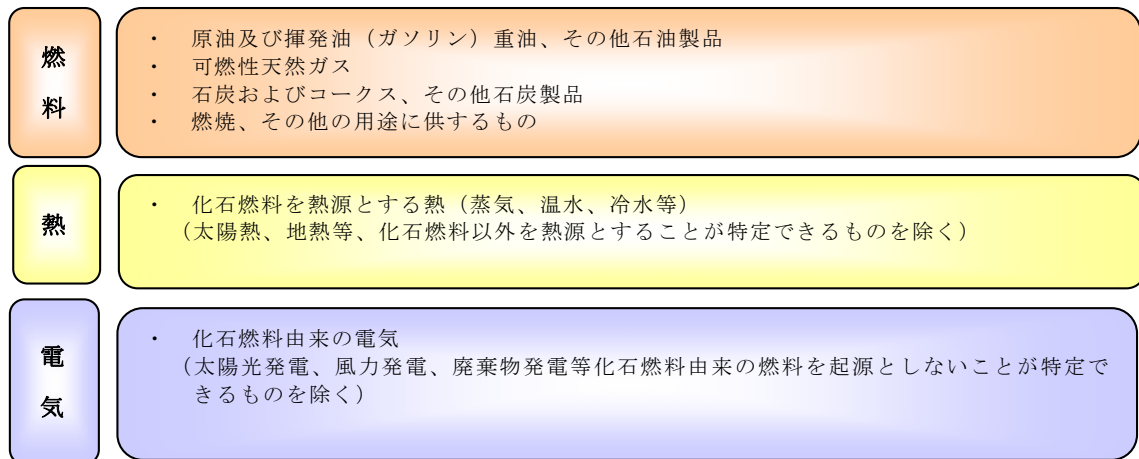 燃料
・ 原油及び揮発油（ガソリン）重油、その他石油製品
・ 可燃性天然ガス
・ 石炭およびコークス、その他石炭製品
・ 燃焼、その他の用途に供するもの
熱
・ 化石燃料を熱源とする熱（蒸気、温水、冷水等）
（太陽熱、地熱等、化石燃料以外を熱源とすることが特定できるものを除く）
電気
・ 化石燃料由来の電気
（太陽光発電、風力発電、廃棄物発電等化石燃料由来の燃料を起源としないことが特定で
きるものを除く）